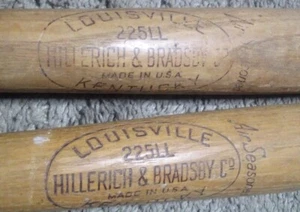 LOUISVILLE
225LL
HILLERICH & BRADSBY Co
MADE IN U.S.A.
KENTUCKY
LOUISVILLE
225LL
HILLERICH & BRADSBY Co
MADE IN U.S.A.